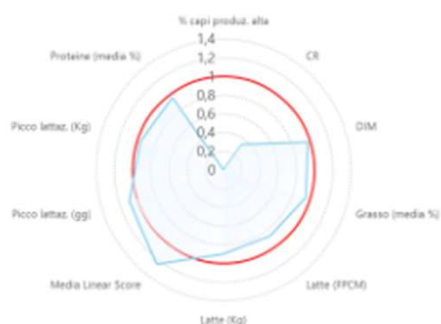 % capi produz. alta
1,4
Proteine (media %)
1,2
CR
1
0,8
Picco lattaz. (Kg)
0,6
DIM
0,4
0,2
0
Picco lattaz. (gg)
Grasso (media %)
Media Linear Score
Latte (FPCM)
Latte (Kg)